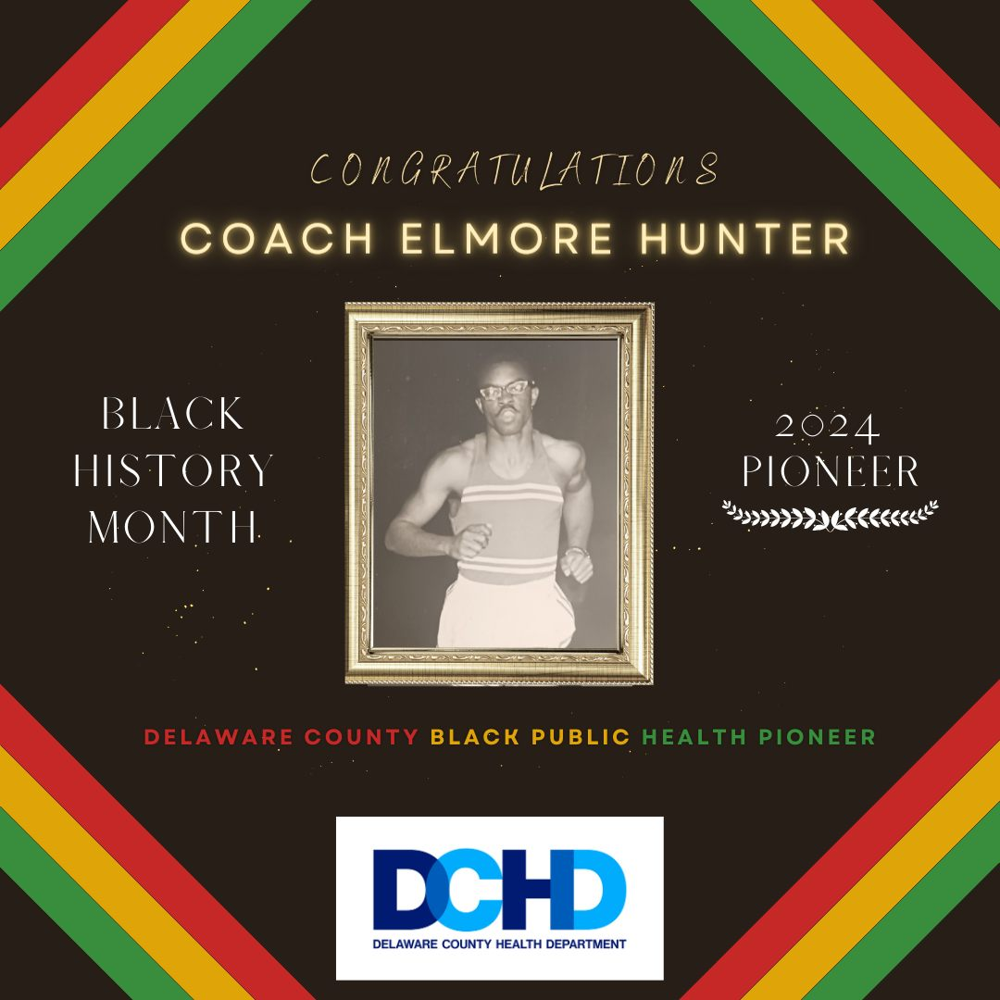 CONGRATULATIONS
COACH ELMORE HUNTER
BLACK
HISTORY
MONTH
2024
PIONEER
DELAWARE COUNTY BLACK PUBLIC HEALTH PIONEER
DCHD
DELAWARE COUNTY HEALTH DEPARTMENT